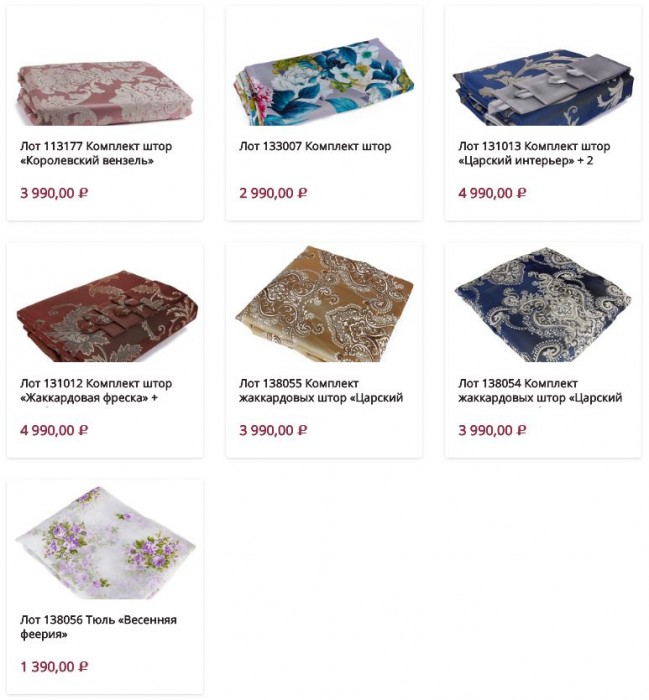 Лот 113177 Комплект штор
«Королевский вензель»
3 990,00 ₽
Лот 133007 Комплект штор
2 990,00 ₽
Лот 131013 Комплект штор
«Царский интерьер» + 2
4 990,00 ₽
Лот 131012 Комплект штор
«Жаккардовая фреска» +
4 990,00 ₽
Лот 138055 Комплект
жаккардовых штор «Царский
3 990,00 ₽
Лот 138054 Комплект
жаккардовых штор «Царский
3 990,00 ₽
Лот 138056 Тюль «Весенняя
феерия»
1 390,00 ₽